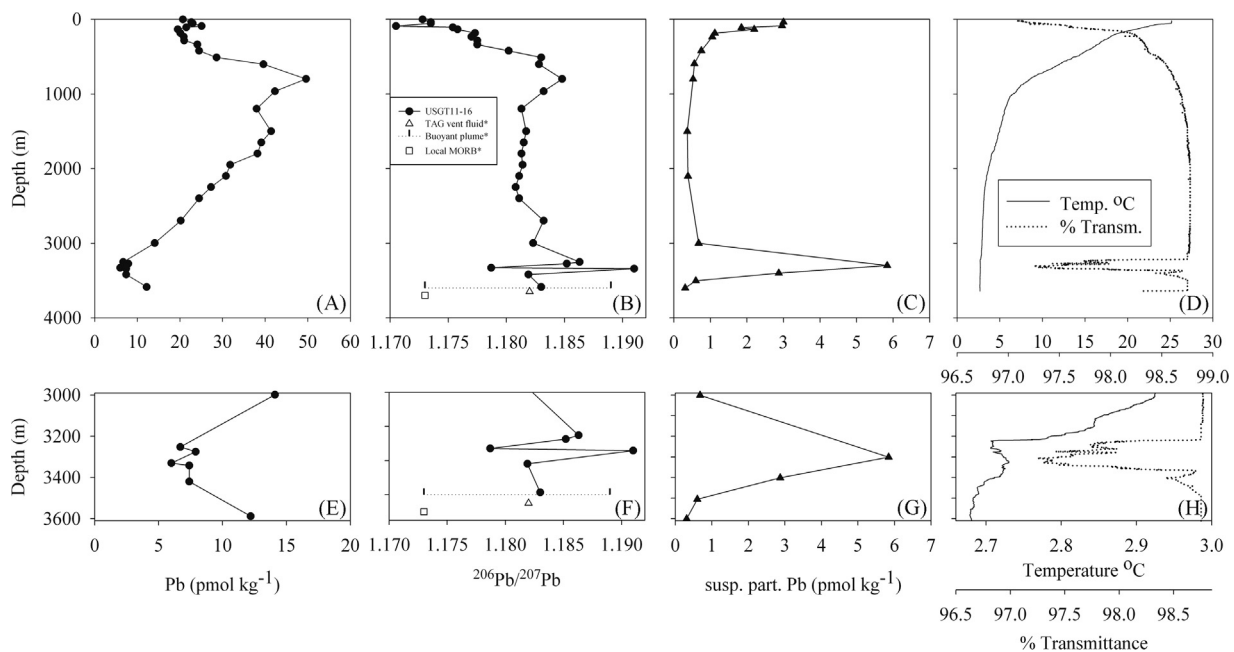 0
1000
2000
3000
4000
Depth (m)
(A)
0 10 20 30 40 50 60
USGT11-16
TAG vent fluid*
Buoyant plume*
Local MORB*
(B)
1.170 1.175 1.180 1.185 1.190
(C)
0 1 2 3 4 5 6 7
Temp. ºC
% Transm.
(D)
0 5 10 15 20 25 30
96.5 97.0 97.5 98.0 98.5 99.0
3000
3200
3400
3600
Depth (m)
(E)
0 5 10 15 20
Pb (pmol kg⁻¹)
(F)
1.170 1.175 1.180 1.185 1.190
²⁰⁶Pb/²⁰⁷Pb
(G)
0 1 2 3 4 5 6 7
susp. part. Pb (pmol kg⁻¹)
(H)
2.7 2.8 2.9 3.0
Temperature ºC
96.5 97.0 97.5 98.0 98.5
% Transmittance